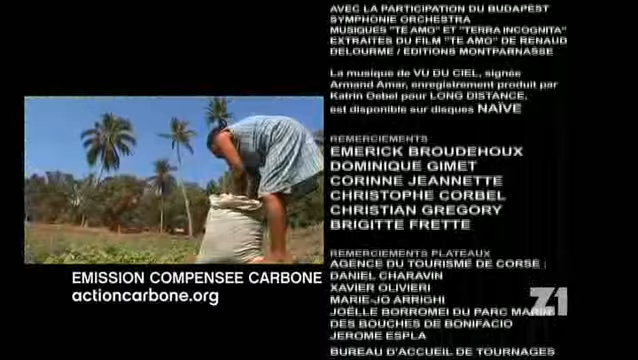 AVEC LA PARTICIPATION DU BUDAPEST
SYMPHONIE ORCHESTRA
MUSIQUES "TE AMO" ET "TERRA INCOGNITA"
EXTRAITES DU FILM "TE AMO" DE RENAUD
DELOURME / EDITIONS MONTPARNASSE
La musique de VU DU CIEL, signée
Armand Amar, enregistrement produit par
Katrin Oebel pour LONG DISTANCE,
est disponible sur disques NAÏVE
REMERCIEMENTS
EMERICK BROUDEHOUX
DOMINIQUE GIMET
CORINNE JEANNETTE
CHRISTOPHE CORBEL
CHRISTIAN GREGORY
BRIGITTE FRETTE
REMERCIEMENTS PLATEAUX
AGENCE DU TOURISME DE CORSE :
DANIEL CHARAVIN
XAVIER OLIVIERI
MARIE-JO ARRIGHI
JOËLLE BORROMEI DU PARC MARIN
DES BOUCHES DE BONIFACIO
JEROME ESPLA
BUREAU D'ACCUEIL DE TOURNAGES
EMISSION COMPENSEE CARBONE
actioncarbone.org
Z1